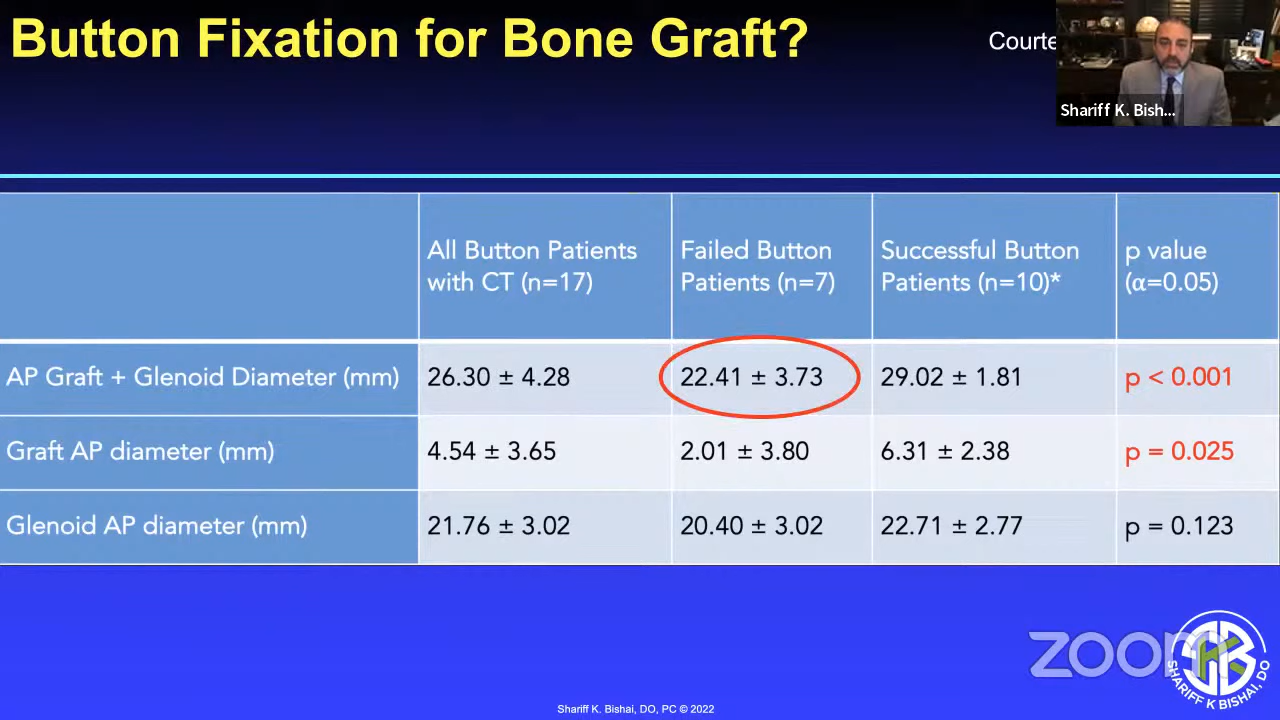 Button Fixation for Bone Graft?
Courte
Shariff K. Bish...
All Button Patients with CT (n=17)
Failed Button Patients (n=7)
Successful Button Patients (n=10)*
p value (α=0.05)
AP Graft + Glenoid Diameter (mm) 26.30 ± 4.28 22.41 ± 3.73 29.02 ± 1.81 p < 0.001
Graft AP diameter (mm) 4.54 ± 3.65 2.01 ± 3.80 6.31 ± 2.38 p = 0.025
Glenoid AP diameter (mm) 21.76 ± 3.02 20.40 ± 3.02 22.71 ± 2.77 p = 0.123
zoom
SKB
SHARIFF K BISHAI, DO
Shariff K. Bishai, DO, PC © 2022